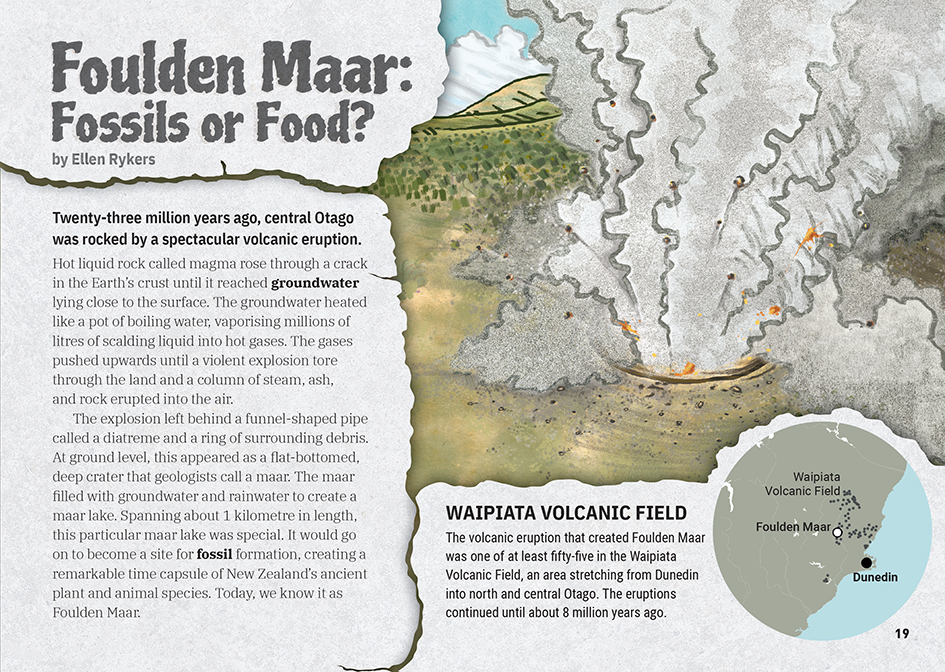 Foulden Maar:
Fossils or Food?
by Ellen Rykers
Twenty-three million years ago, central Otago
was rocked by a spectacular volcanic eruption.
Hot liquid rock called magma rose through a crack
in the Earth's crust until it reached groundwater
lying close to the surface. The groundwater heated
like a pot of boiling water, vaporising millions of
litres of scalding liquid into hot gases. The gases
pushed upwards until a violent explosion tore
through the land and a column of steam, ash,
and rock erupted into the air.
The explosion left behind a funnel-shaped pipe
called a diatreme and a ring of surrounding debris.
At ground level, this appeared as a flat-bottomed,
deep crater that geologists call a maar. The maar
filled with groundwater and rainwater to create a
maar lake. Spanning about 1 kilometre in length,
this particular maar lake was special. It would go
on to become a site for fossil formation, creating a
remarkable time capsule of New Zealand's ancient
plant and animal species. Today, we know it as
Foulden Maar.
WAIPIATA VOLCANIC FIELD
The volcanic eruption that created Foulden Maar
was one of at least fifty-five in the Waipiata
Volcanic Field, an area stretching from Dunedin
into north and central Otago. The eruptions
continued until about 8 million years ago.
Waipiata
Volcanic Field
Foulden Maar
Dunedin
19